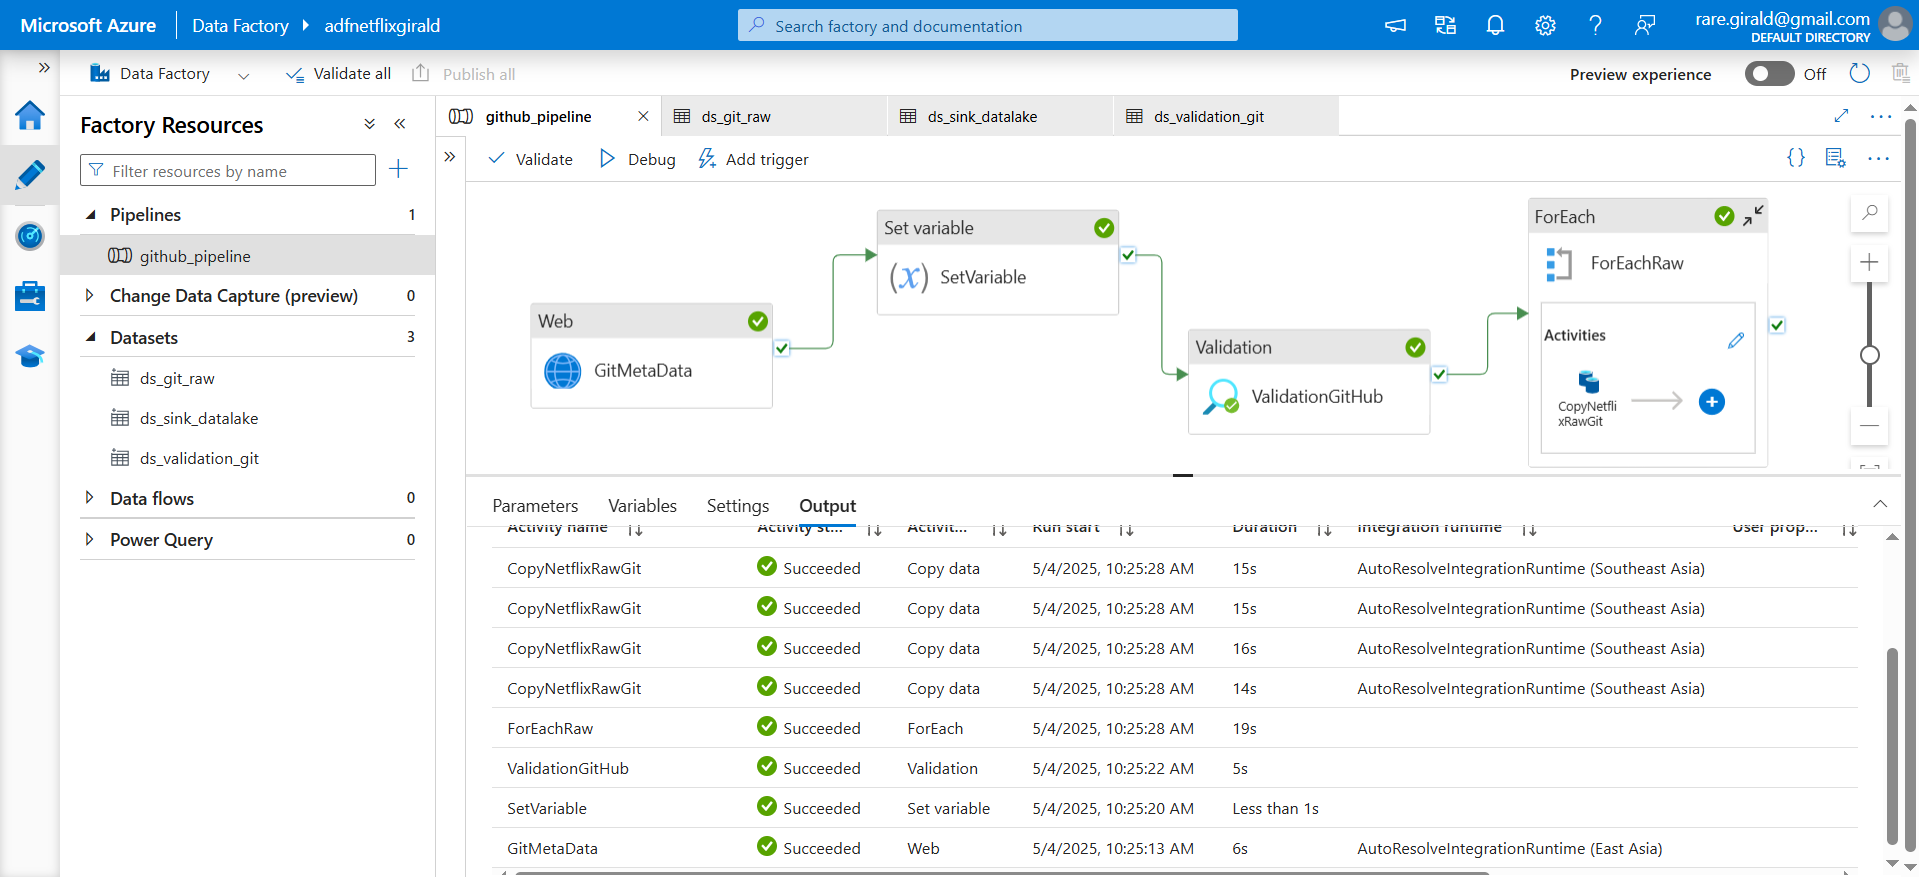 Microsoft Azure
Data Factory
adfnetflixgirald
Search factory and documentation
rare.girald@gmail.com
DEFAULT DIRECTORY
Data Factory
Validate all
Publish all
Preview experience
Off
Factory Resources
Filter resources by name
Pipelines 1
github_pipeline
Change Data Capture (preview) 0
Datasets 3
ds_git_raw
ds_sink_datalake
ds_validation_git
Data flows 0
Power Query 0
github_pipeline
ds_git_raw
ds_sink_datalake
ds_validation_git
Validate
Debug
Add trigger
Web
GitMetaData
Set variable
(x) SetVariable
Validation
ValidationGitHub
ForEach
ForEachRaw
Activities
CopyNetfli
xRawGit
Parameters Variables Settings Output
Activity name Activity st... Activit... Run start Duration Integration runtime User prop...
CopyNetflixRawGit Succeeded Copy data 5/4/2025, 10:25:28 AM 15s AutoResolveIntegrationRuntime (Southeast Asia)
CopyNetflixRawGit Succeeded Copy data 5/4/2025, 10:25:28 AM 15s AutoResolveIntegrationRuntime (Southeast Asia)
CopyNetflixRawGit Succeeded Copy data 5/4/2025, 10:25:28 AM 16s AutoResolveIntegrationRuntime (Southeast Asia)
CopyNetflixRawGit Succeeded Copy data 5/4/2025, 10:25:28 AM 14s AutoResolveIntegrationRuntime (Southeast Asia)
ForEachRaw Succeeded ForEach 5/4/2025, 10:25:28 AM 19s
ValidationGitHub Succeeded Validation 5/4/2025, 10:25:22 AM 5s
SetVariable Succeeded Set variable 5/4/2025, 10:25:20 AM Less than 1s
GitMetaData Succeeded Web 5/4/2025, 10:25:13 AM 6s AutoResolveIntegrationRuntime (East Asia)